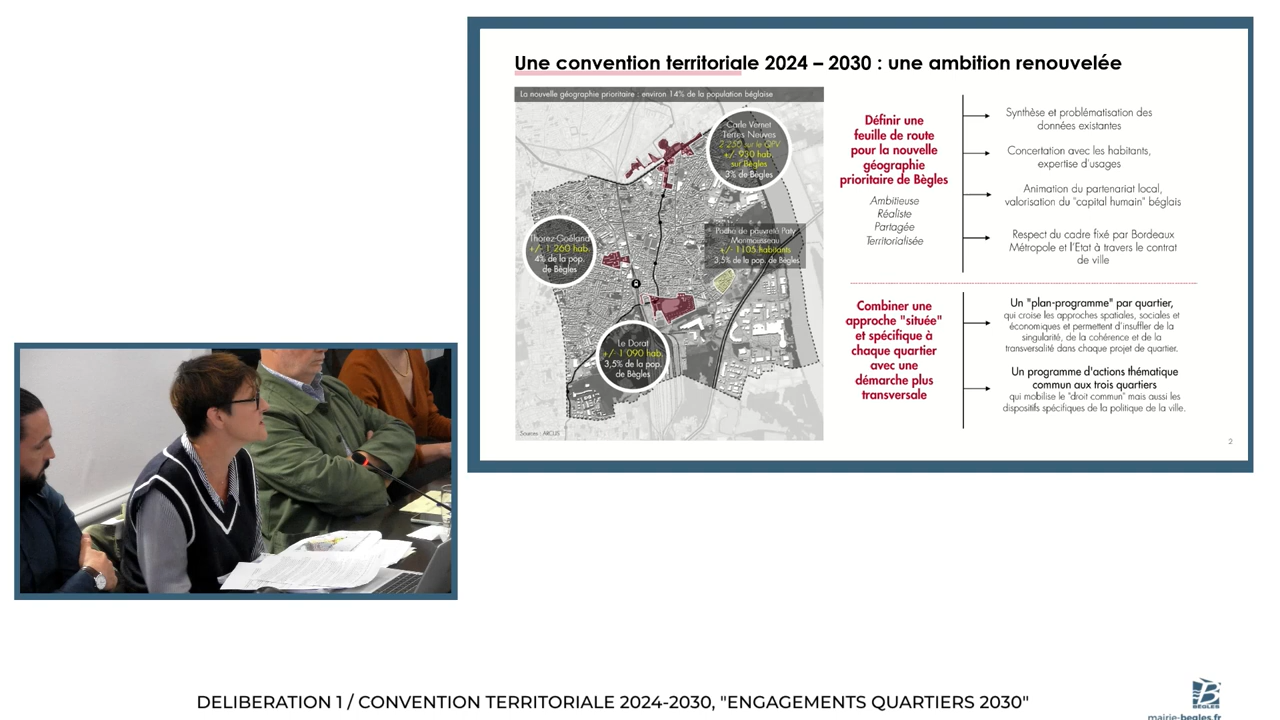 Une convention territoriale 2024 – 2030 : une ambition renouvelée
La nouvelle géographie prioritaire : environ 14% de la population béglaise
Carle Vernet
Terres Neuves
2 250 sur le QPV
+/- 930 hab.
sur Bègles
3% de Bègles
Thorez-Goéland
+/- 1 260 hab.
4% de la pop.
de Bègles
Poche de pauvreté Paty
Monmousseau
+/- 1105 habitants
3,5% de la pop. de Bègles
Le Dorat
+/- 1 090 hab.
3,5% de la pop.
de Bègles
Sources : ARCUS
Définir une
feuille de route
pour la nouvelle
géographie
prioritaire de Bègles
Ambitieuse
Réaliste
Partagée
Territorialisée
Synthèse et problématisation des
données existantes
Concertation avec les habitants,
expertise d'usages
Animation du partenariat local,
valorisation du "capital humain" béglais
Respect du cadre fixé par Bordeaux
Métropole et l'Etat à travers le contrat
de ville
Combiner une
approche "située"
et spécifique à
chaque quartier
avec une
démarche plus
transversale
Un "plan-programme" par quartier,
qui croise les approches spatiales, sociales et
économiques et permettent d'insuffler de la
singularité, de la cohérence et de la
transversalité dans chaque projet de quartier.
Un programme d'actions thématique
commun aux trois quartiers
qui mobilise le "droit commun" mais aussi les
dispositifs spécifiques de la politique de la ville.
2
DELIBERATION 1 / CONVENTION TERRITORIALE 2024-2030, "ENGAGEMENTS QUARTIERS 2030"
BÈGLES
mairie-begles.fr